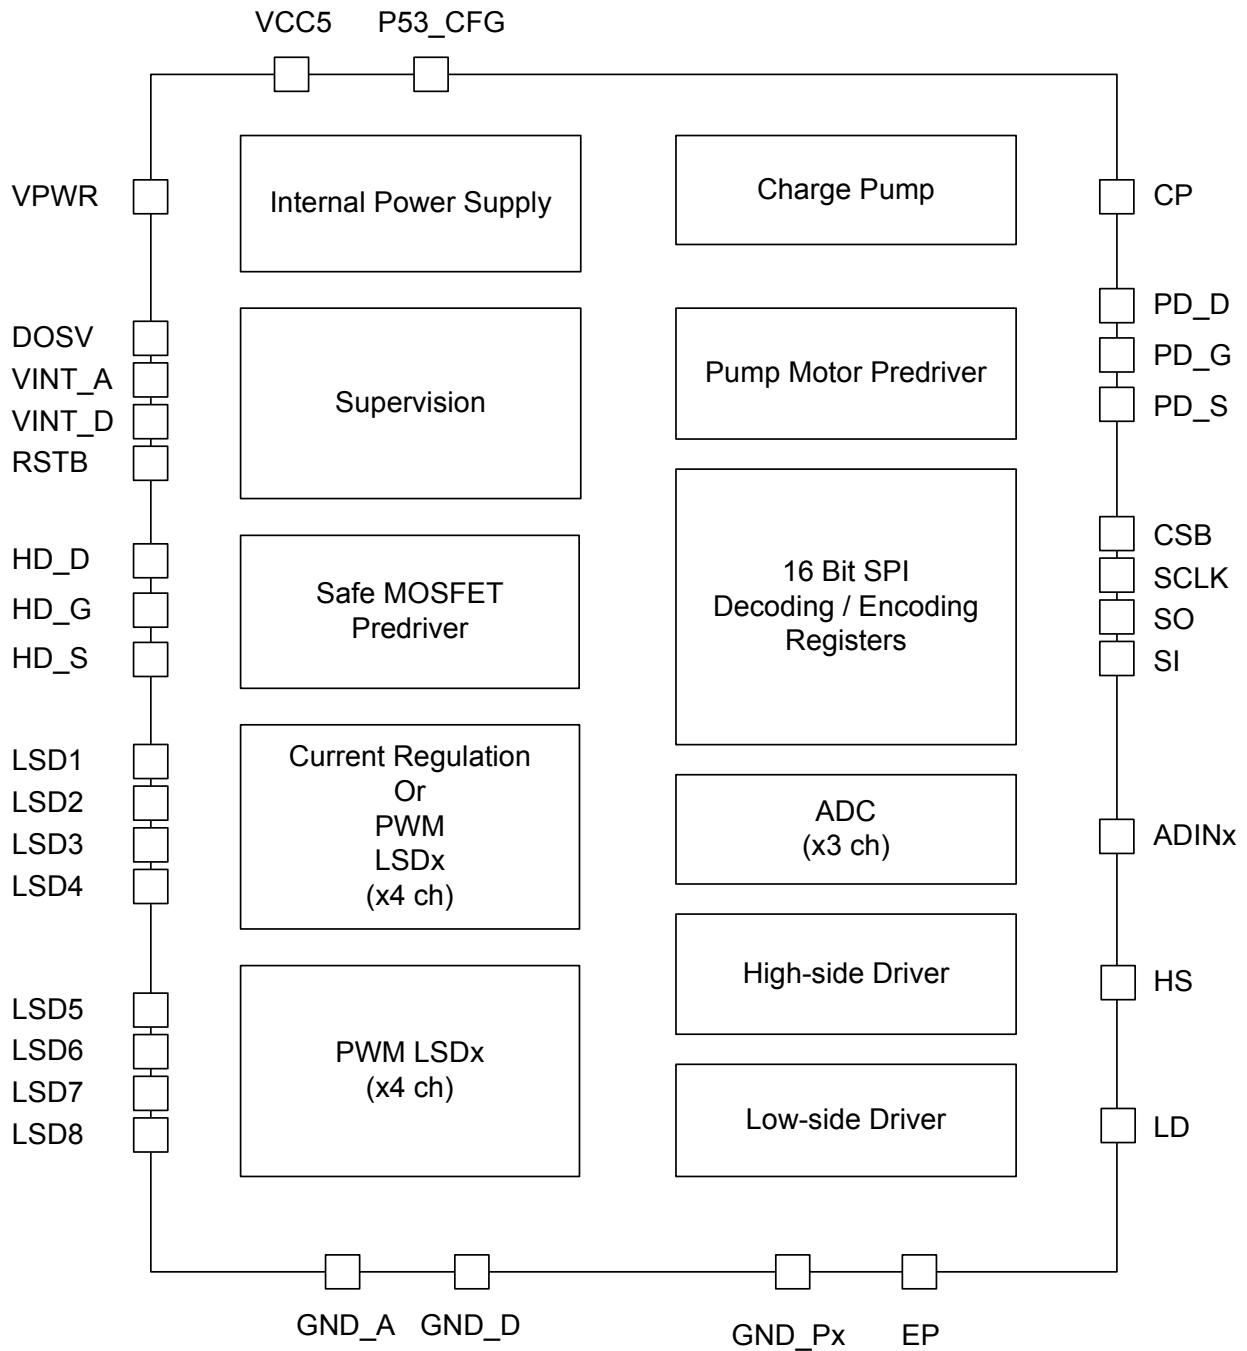 VCC5
P53_CFG
VPWR
DOSV
VINT_A
VINT_D
RSTB
HD_D
HD_G
HD_S
LSD1
LSD2
LSD3
LSD4
LSD5
LSD6
LSD7
LSD8
Internal Power Supply
Supervision
Safe MOSFET
Predriver
Current Regulation
Or
PWM
LSDx
(x4 ch)
PWM LSDx
(x4 ch)
Charge Pump
Pump Motor Predriver
16 Bit SPI
Decoding / Encoding
Registers
ADC
(x3 ch)
High-side Driver
Low-side Driver
CP
PD_D
PD_G
PD_S
CSB
SCLK
SO
SI
ADINx
HS
LD
GND_A
GND_D
GND_Px
EP